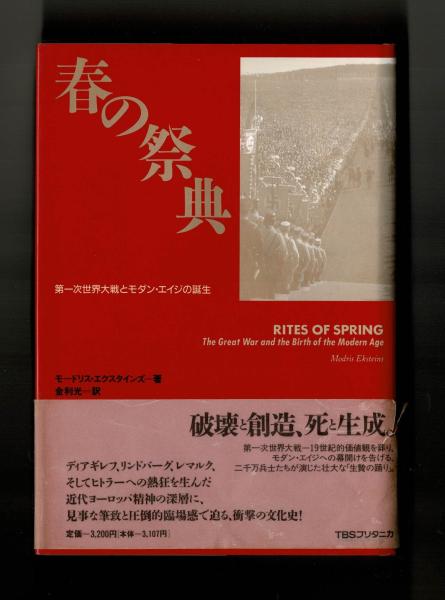 春の祭典
第一次世界大戦とモダン・エイジの誕生
RITES OF SPRING
The Great War and the Birth of the Modern Age
Modris Eksteins
モードリス・エクスタインズ—著
金利光—訳
破壊と創造、死と生成。
第一次世界大戦—19世紀的価値観を葬り、
モダン・エイジへの幕開けを告げる、
二千万兵士たちが演じた壮大な「生贄の踊り」。
ディアギレフ、リンドバーグ、レマルク、
そしてヒトラーへの熱狂を生んだ
近代ヨーロッパ精神の深層に、
見事な筆致と圧倒的臨場感で迫る、衝撃の文化史!
定価—3,200円[本体—3,107円]
TBSブリタニカ